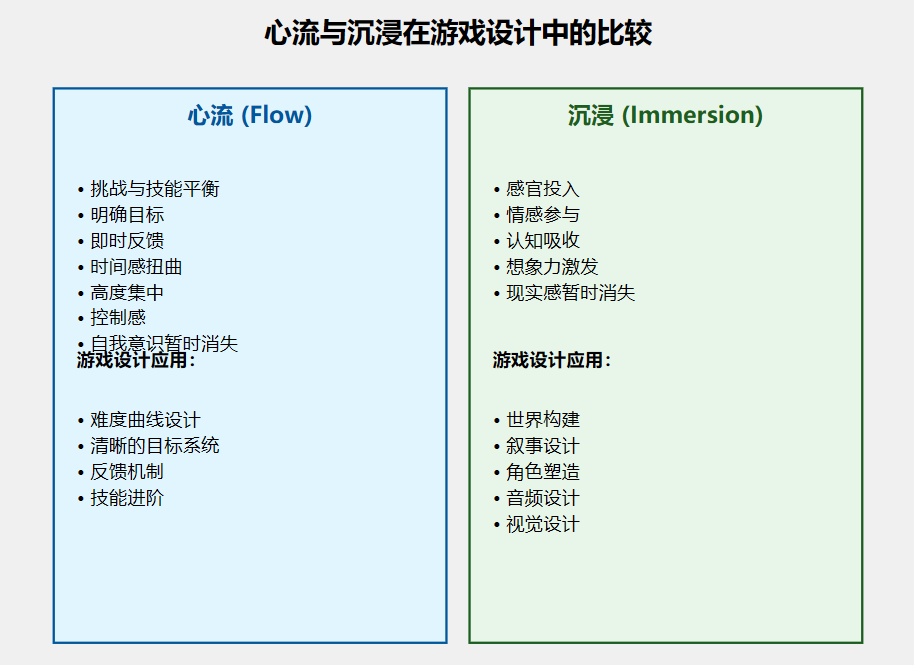 心流与沉浸在游戏设计中的比较
心流 (Flow)
• 挑战与技能平衡
• 明确目标
• 即时反馈
• 时间感扭曲
• 高度集中
• 控制感
• 自我意识暂时消失
游戏设计应用：
• 难度曲线设计
• 清晰的目标系统
• 反馈机制
• 技能进阶
沉浸 (Immersion)
• 感官投入
• 情感参与
• 认知吸收
• 想象力激发
• 现实感暂时消失
游戏设计应用：
• 世界构建
• 叙事设计
• 角色塑造
• 音频设计
• 视觉设计